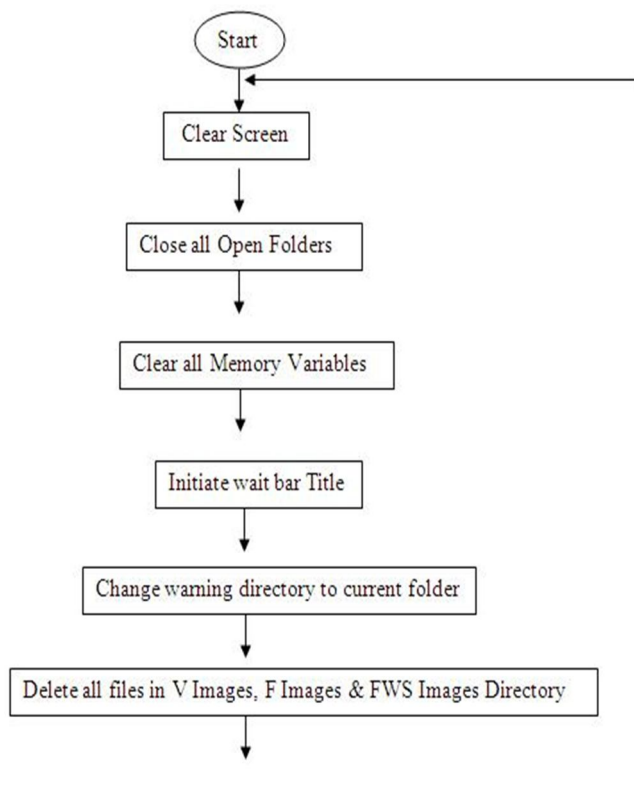 Start
Clear Screen
Close all Open Folders
Clear all Memory Variables
Initiate wait bar Title
Change warning directory to current folder
Delete all files in V Images, F Images & FWS Images Directory